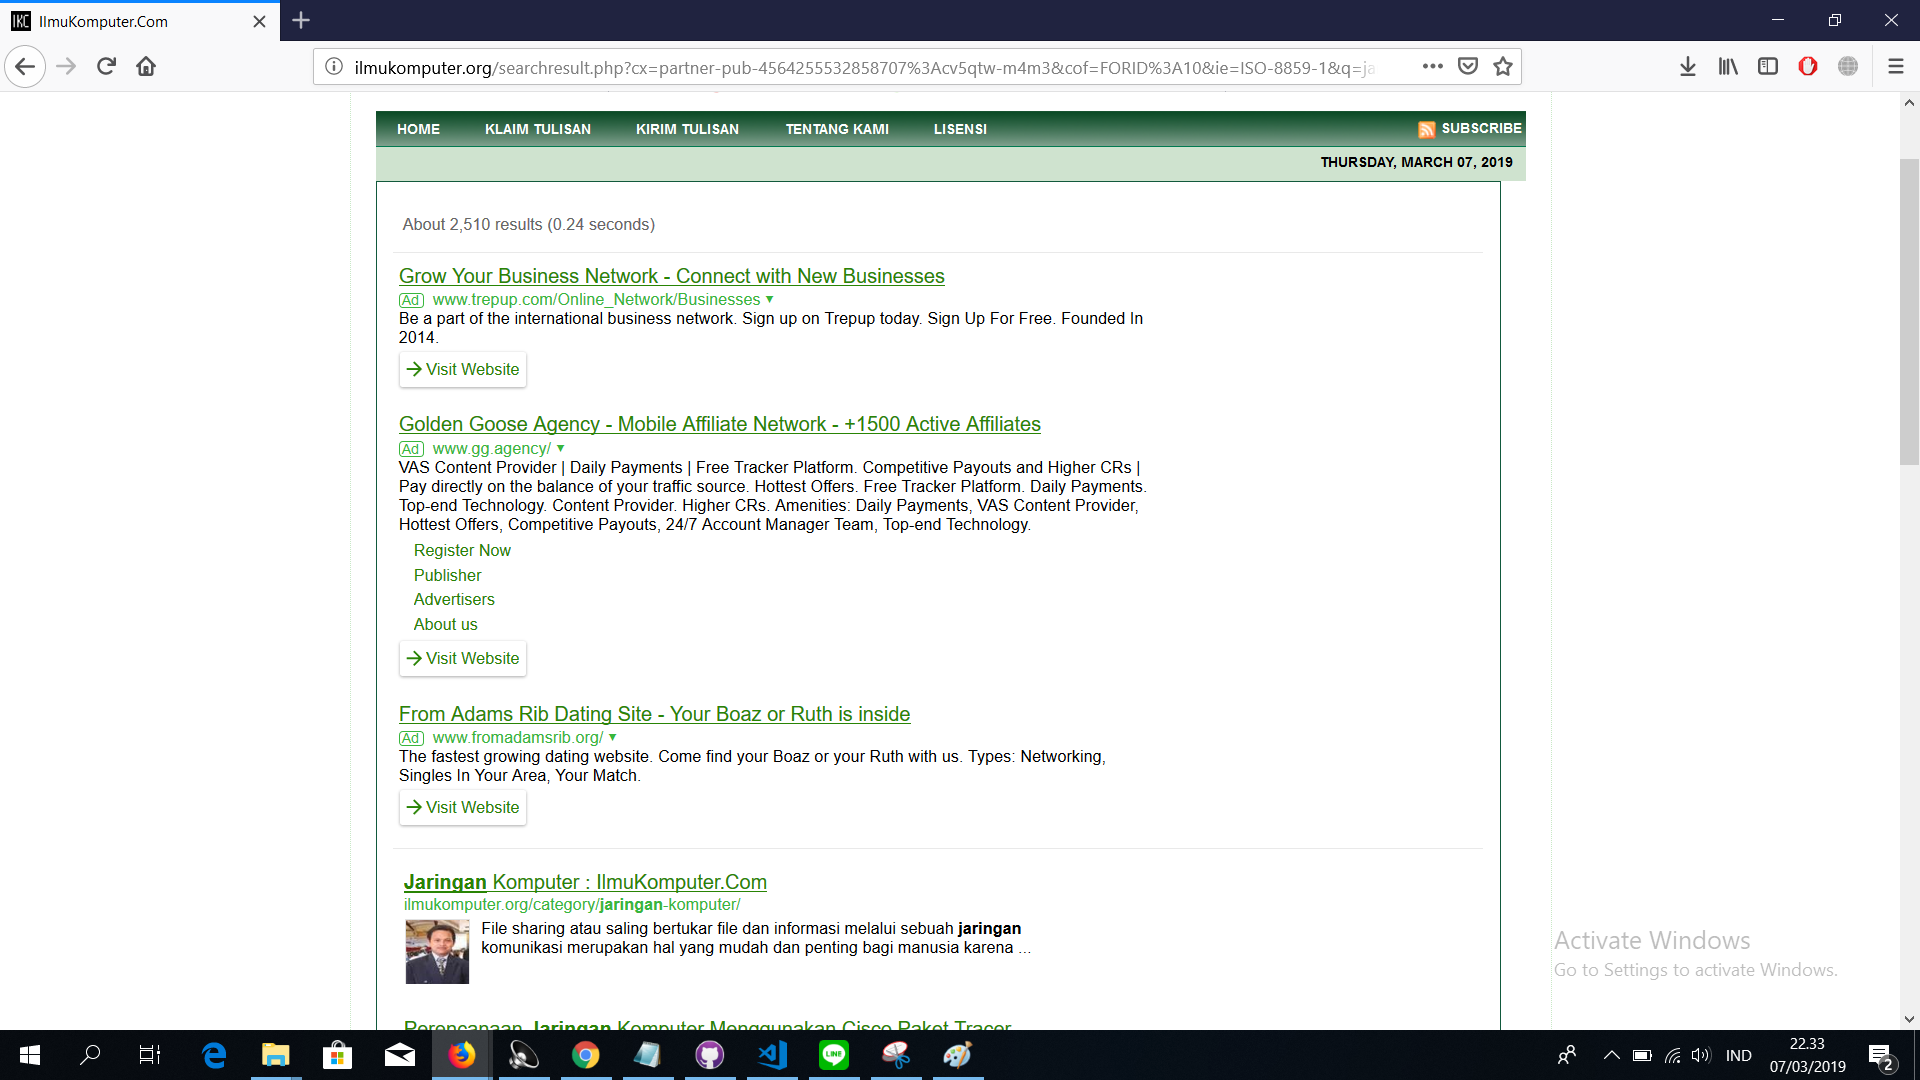 IKC IlmuKomputer.Com
ilmukomputer.org/searchresult.php?cx=partner-pub-4564255532858707%3Acv5qtw-m4m3&cof=FORID%3A10&ie=ISO-8859-1&q=ja
HOME KLAIM TULISAN KIRIM TULISAN TENTANG KAMI LISENSI SUBSCRIBE
THURSDAY, MARCH 07, 2019
About 2,510 results (0.24 seconds)
Grow Your Business Network - Connect with New Businesses
Ad www.trepup.com/Online_Network/Businesses
Be a part of the international business network. Sign up on Trepup today. Sign Up For Free. Founded In
2014.
Visit Website
Golden Goose Agency - Mobile Affiliate Network - +1500 Active Affiliates
Ad www.gg.agency/
VAS Content Provider | Daily Payments | Free Tracker Platform. Competitive Payouts and Higher CRs |
Pay directly on the balance of your traffic source. Hottest Offers. Free Tracker Platform. Daily Payments.
Top-end Technology. Content Provider. Higher CRs. Amenities: Daily Payments, VAS Content Provider,
Hottest Offers, Competitive Payouts, 24/7 Account Manager Team, Top-end Technology.
Register Now
Publisher
Advertisers
About us
Visit Website
From Adams Rib Dating Site - Your Boaz or Ruth is inside
Ad www.fromadamsrib.org/
The fastest growing dating website. Come find your Boaz or your Ruth with us. Types: Networking,
Singles In Your Area, Your Match.
Visit Website
Jaringan Komputer : IlmuKomputer.Com
ilmukomputer.org/category/jaringan-komputer/
File sharing atau saling bertukar file dan informasi melalui sebuah jaringan
komunikasi merupakan hal yang mudah dan penting bagi manusia karena ...
Perencanaan Jaringan Komputer Menggunakan Cisco Paket Tracer
Activate Windows
Go to Settings to activate Windows.
LINE
IND
22.33
07/03/2019
2